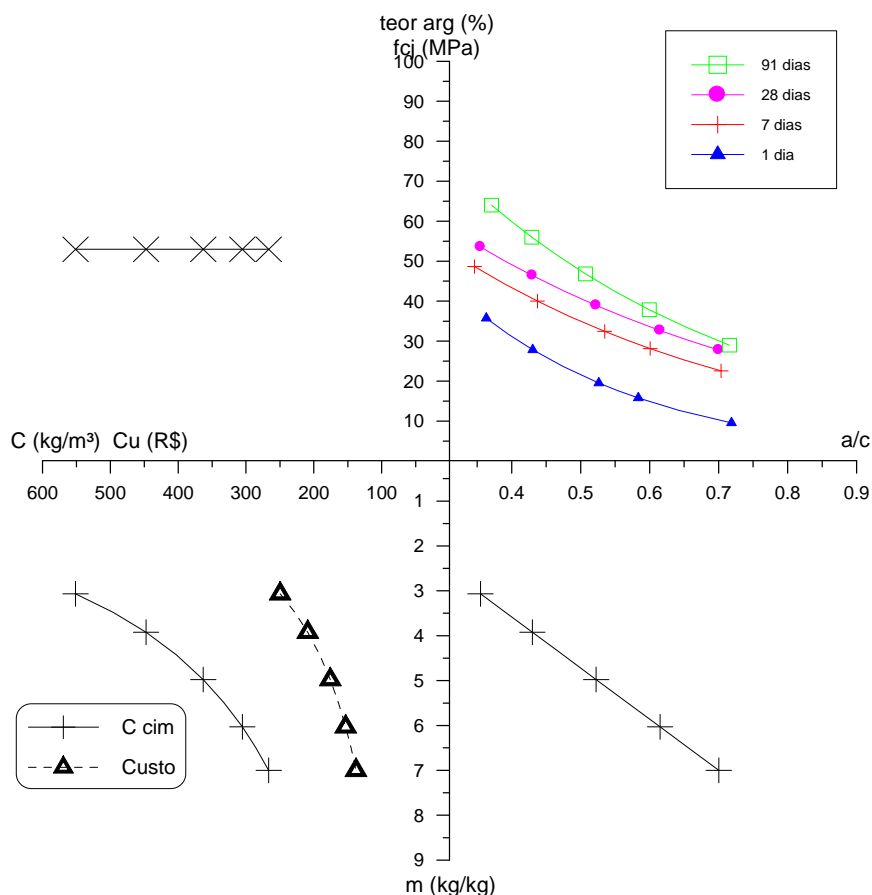 teor arg (%)
fcj (MPa)
100
90
80
70
60
50
40
30
20
10
91 dias
28 dias
7 dias
1 dia
C (kg/m³) Cu (R$)
a/c
600 500 400 300 200 100
0.4 0.5 0.6 0.7 0.8 0.9
1
2
3
4
5
6
7
8
9
C cim
Custo
m (kg/kg)